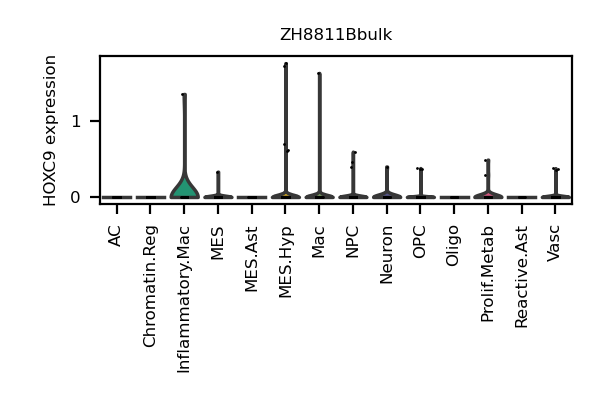 ZH8811Bbulk
HOXC9 expression
1
0
AC
Chromatin.Reg
Inflammatory.Mac
MES
MES.Ast
MES.Hyp
Mac
NPC
Neuron
OPC
Oligo
Prolif.Metab
Reactive.Ast
Vasc